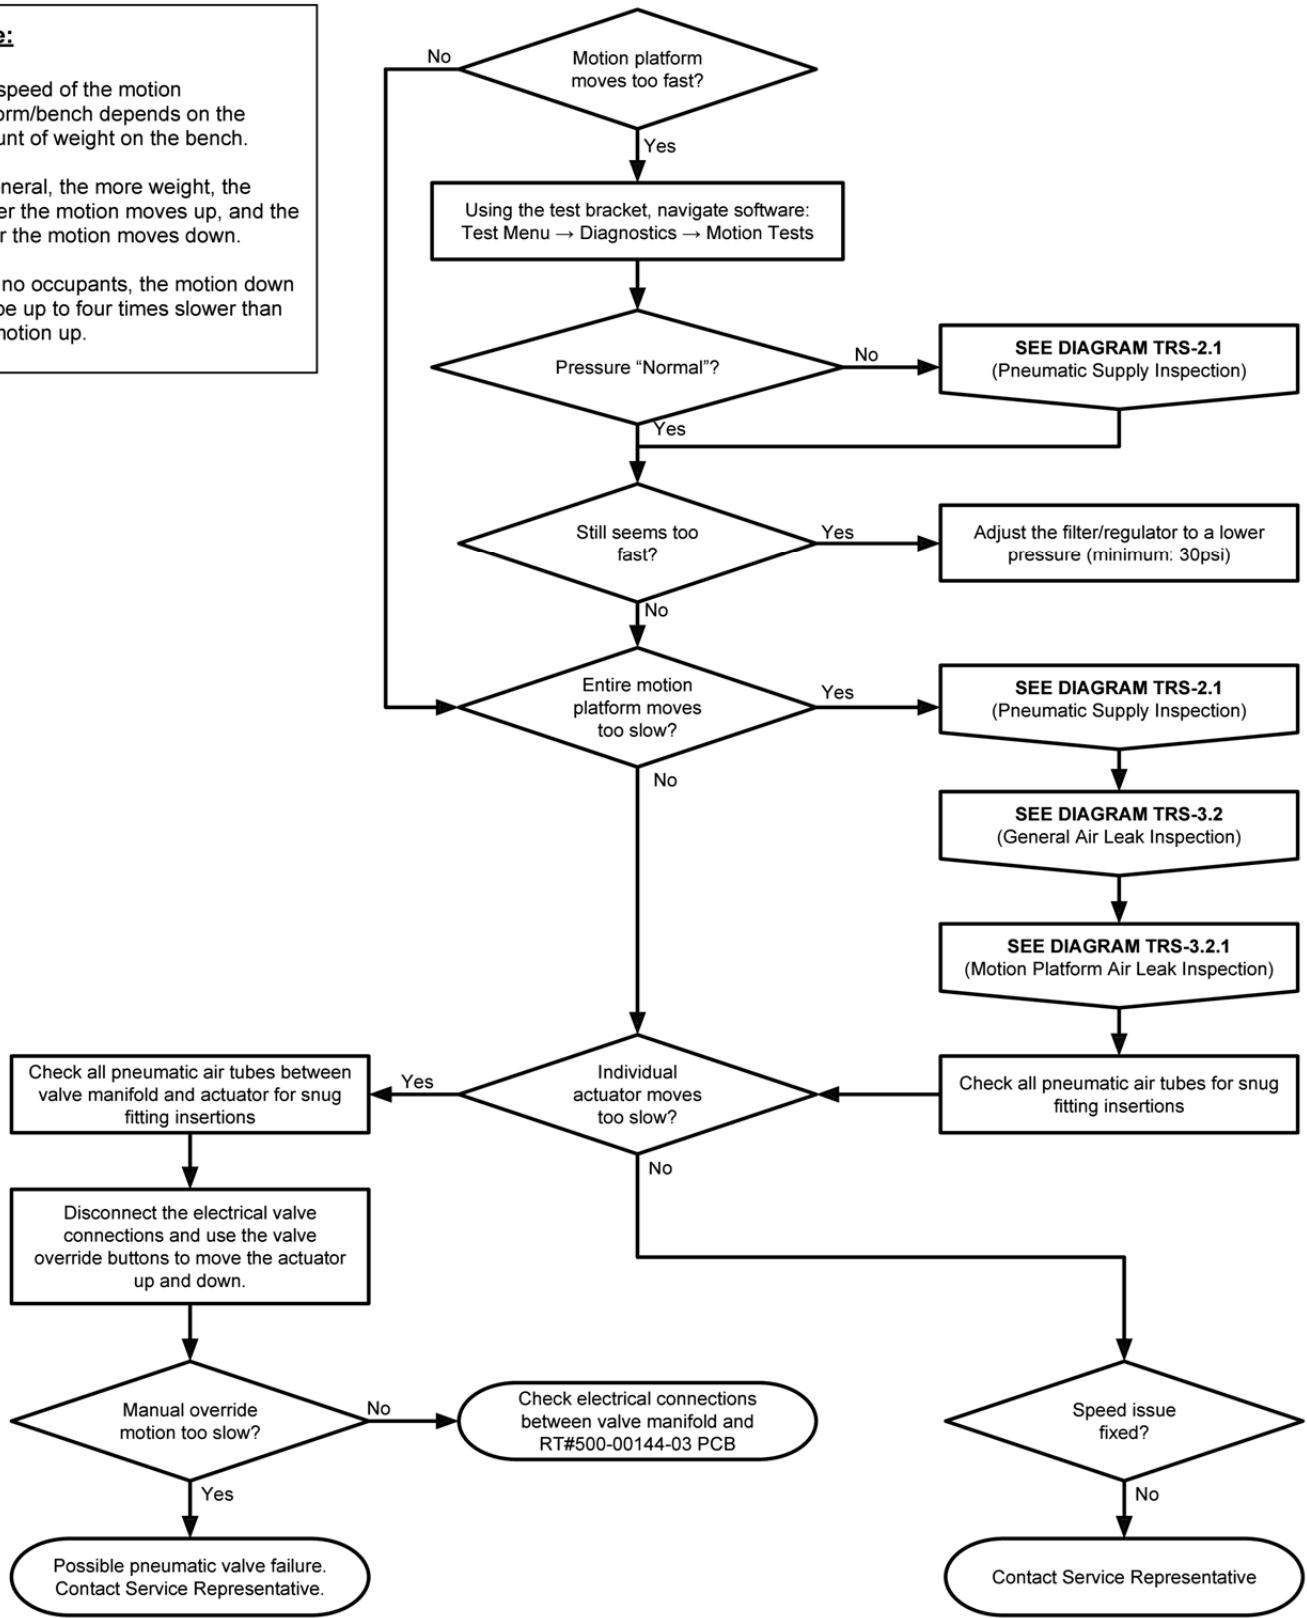 e:
speed of the motion
orm/bench depends on the
unt of weight on the bench.
neral, the more weight, the
er the motion moves up, and the
r the motion moves down.
no occupants, the motion down
be up to four times slower than
motion up.
Motion platform
moves too fast?
No
Yes
Using the test bracket, navigate software:
Test Menu → Diagnostics → Motion Tests
Pressure “Normal”?
No
SEE DIAGRAM TRS-2.1
(Pneumatic Supply Inspection)
Yes
Still seems too
fast?
Yes
Adjust the filter/regulator to a lower
pressure (minimum: 30psi)
No
Entire motion
platform moves
too slow?
Yes
SEE DIAGRAM TRS-2.1
(Pneumatic Supply Inspection)
No
SEE DIAGRAM TRS-3.2
(General Air Leak Inspection)
SEE DIAGRAM TRS-3.2.1
(Motion Platform Air Leak Inspection)
Check all pneumatic air tubes for snug
fitting insertions
Individual
actuator moves
too slow?
Yes
Check all pneumatic air tubes between
valve manifold and actuator for snug
fitting insertions
No
Disconnect the electrical valve
connections and use the valve
override buttons to move the actuator
up and down.
Manual override
motion too slow?
No
Check electrical connections
between valve manifold and
RT#500-00144-03 PCB
Yes
Possible pneumatic valve failure.
Contact Service Representative.
Speed issue
fixed?
No
Contact Service Representative